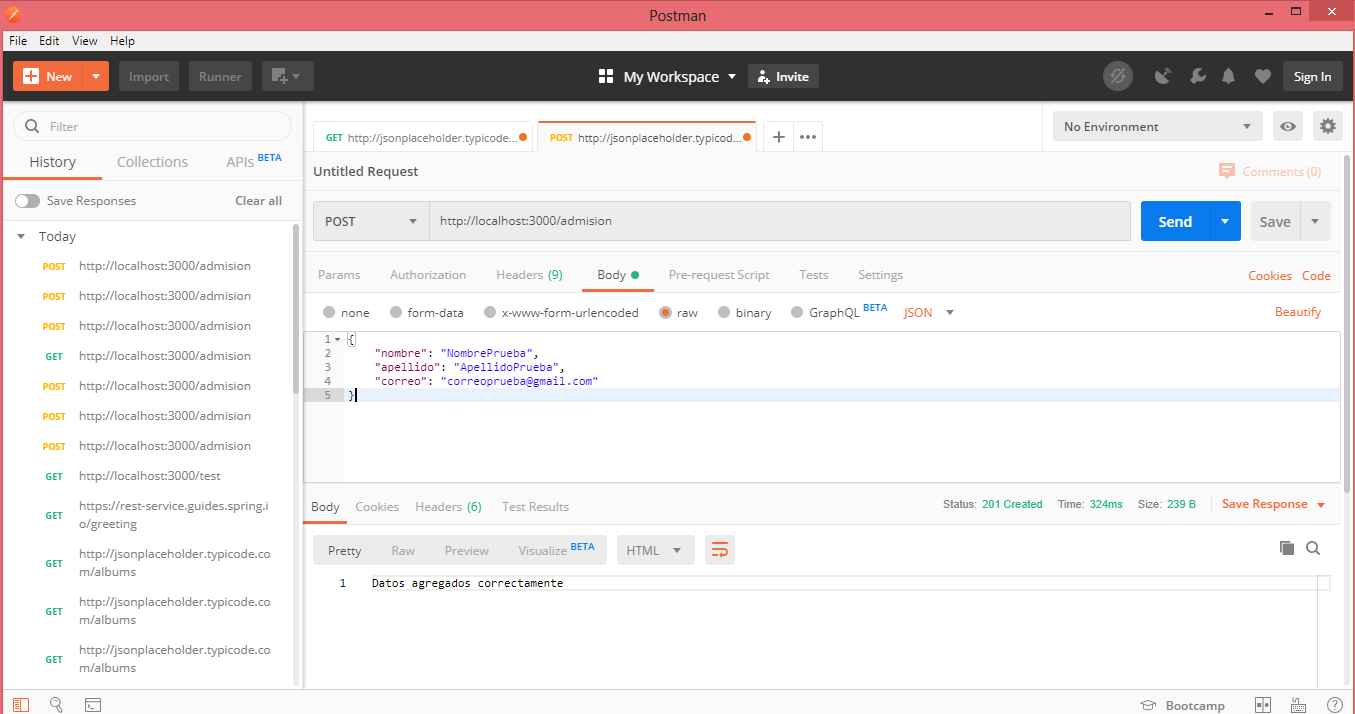 Postman
File Edit View Help
New Import Runner My Workspace Invite Sign In
Filter
History Collections APIs BETA
Save Responses Clear all
Today
POST http://localhost:3000/admision
POST http://localhost:3000/admision
POST http://localhost:3000/admision
GET http://localhost:3000/admision
POST http://localhost:3000/admision
POST http://localhost:3000/admision
POST http://localhost:3000/admision
GET http://localhost:3000/test
GET https://rest-service.guides.spring.i
o/greeting
GET http://jsonplaceholder.typicode.co
m/albums
GET http://jsonplaceholder.typicode.co
m/albums
GET http://jsonplaceholder.typicode.co
m/albums
GET http://jsonplaceholder.typicode... POST http://jsonplaceholder.typicod... No Environment
Untitled Request Comments (0)
POST http://localhost:3000/admision Send Save
Params Authorization Headers (9) Body Pre-request Script Tests Settings Cookies Code
none form-data x-www-form-urlencoded raw binary GraphQL BETA JSON Beautify
1 {
2 "nombre": "NombrePrueba",
3 "apellido": "ApellidoPrueba",
4 "correo": "correoprueba@gmail.com"
5 }
Body Cookies Headers (6) Test Results Status: 201 Created Time: 324ms Size: 239 B Save Response
Pretty Raw Preview Visualize BETA HTML
1 Datos agregados correctamente
Bootcamp